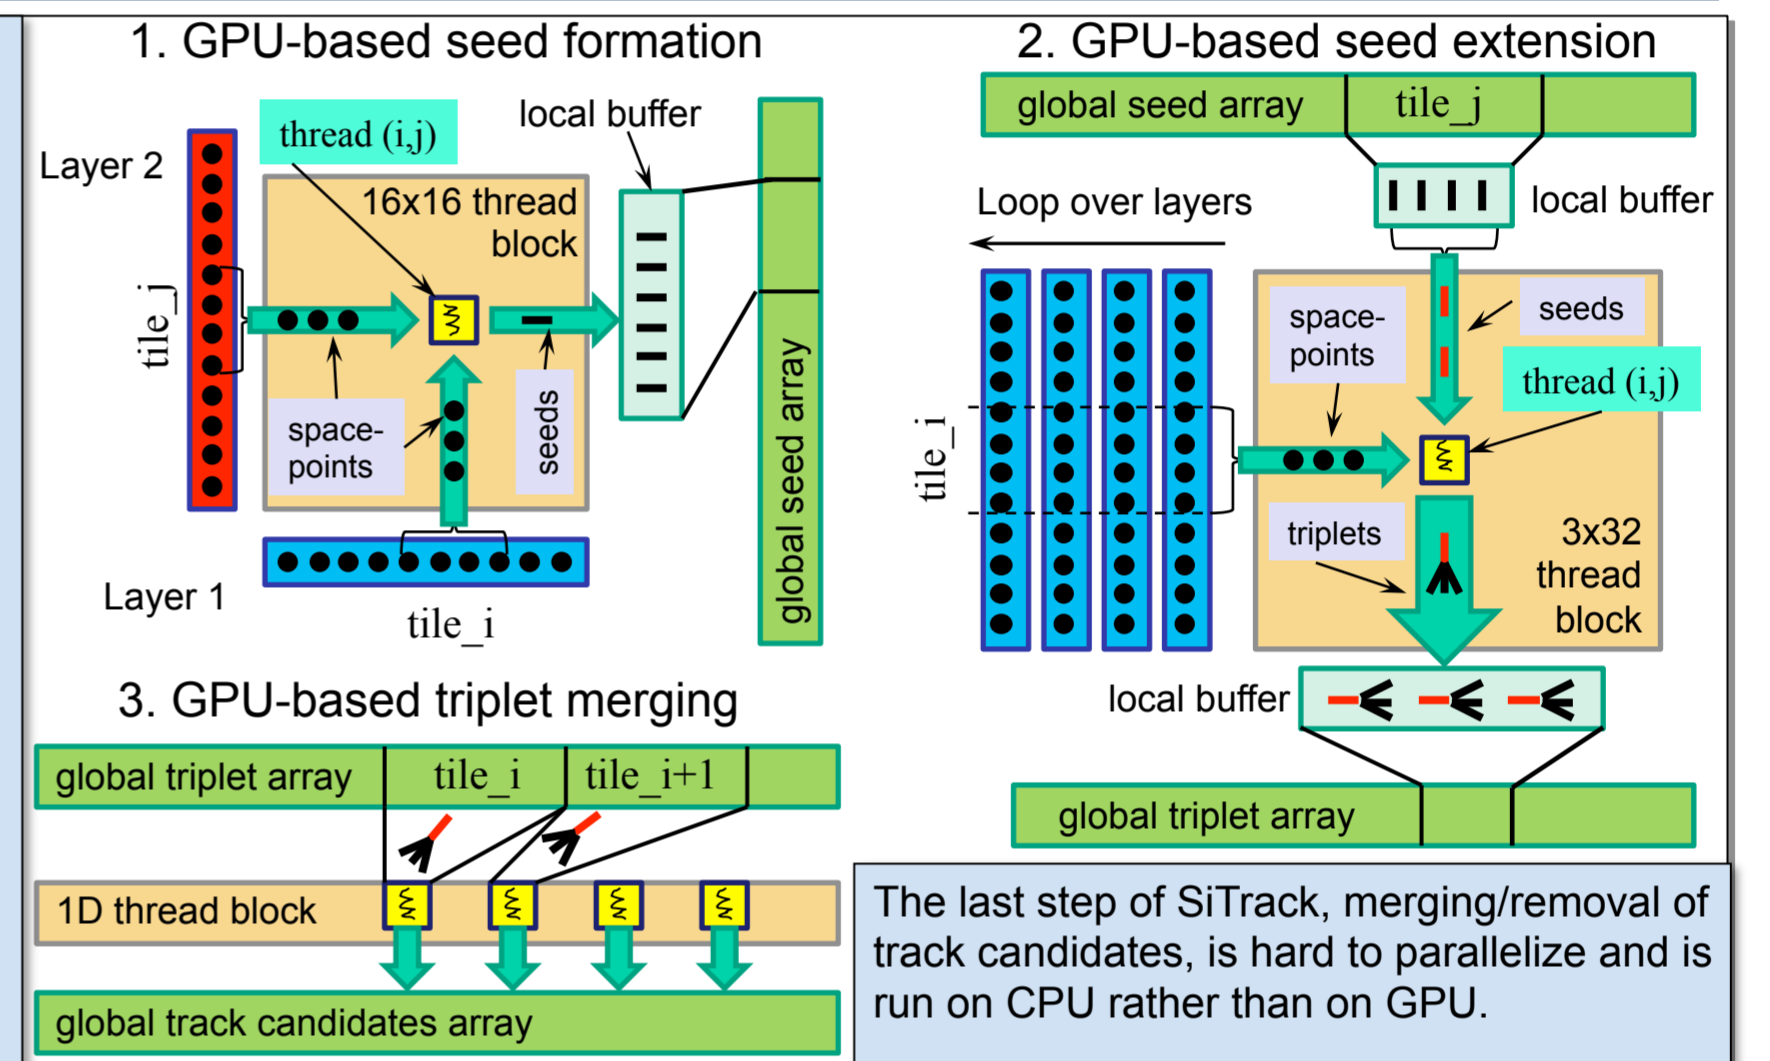 1. GPU-based seed formation
local buffer
thread (i,j)
Layer 2
16x16 thread
block
tile_j
space-
points
seeds
global seed array
Layer 1
tile_i
2. GPU-based seed extension
global seed array
tile_j
local buffer
Loop over layers
space-
points
seeds
thread (i,j)
tile_i
triplets
3x32
thread
block
local buffer
global triplet array
3. GPU-based triplet merging
global triplet array
tile_i
tile_i+1
1D thread block
global track candidates array
The last step of SiTrack, merging/removal of
track candidates, is hard to parallelize and is
run on CPU rather than on GPU.